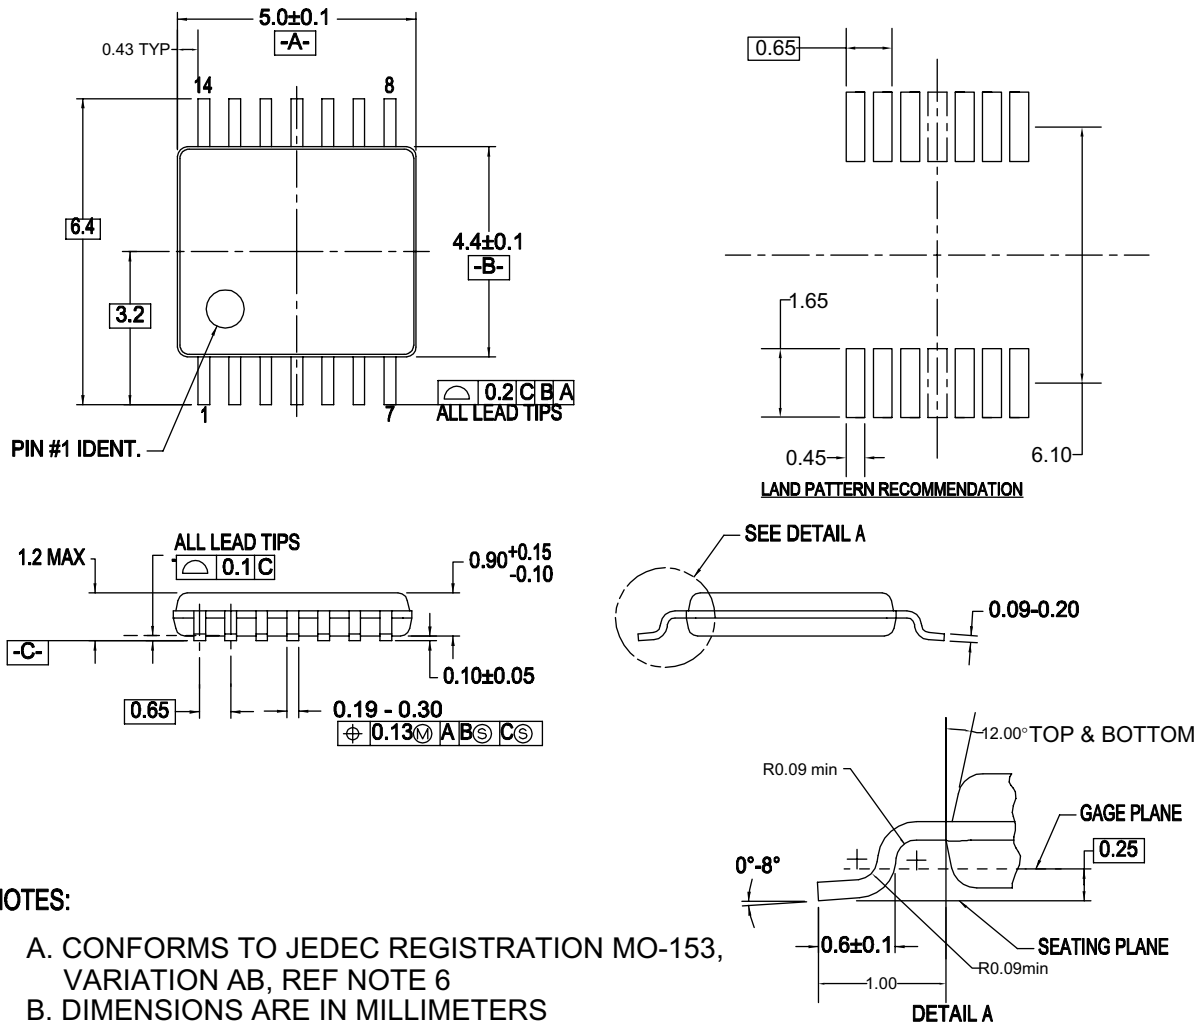 5.0±0.1
-A-
0.43 TYP
14
8
6.4
4.4±0.1
-B-
3.2
0.2 C B A
ALL LEAD TIPS
1
7
PIN #1 IDENT.
0.65
1.65
0.45
6.10
LAND PATTERN RECOMMENDATION
1.2 MAX
ALL LEAD TIPS
0.1 C
0.90 +0.15
-0.10
-C-
0.10±0.05
0.65
0.19 - 0.30
⌖ 0.13Ⓜ A BⓈ CⓈ
SEE DETAIL A
0.09-0.20
12.00° TOP & BOTTOM
R0.09 min
GAGE PLANE
0.25
0°-8°
0.6±0.1
SEATING PLANE
R0.09min
1.00
DETAIL A
NOTES:
A. CONFORMS TO JEDEC REGISTRATION MO-153,
VARIATION AB, REF NOTE 6
B. DIMENSIONS ARE IN MILLIMETERS